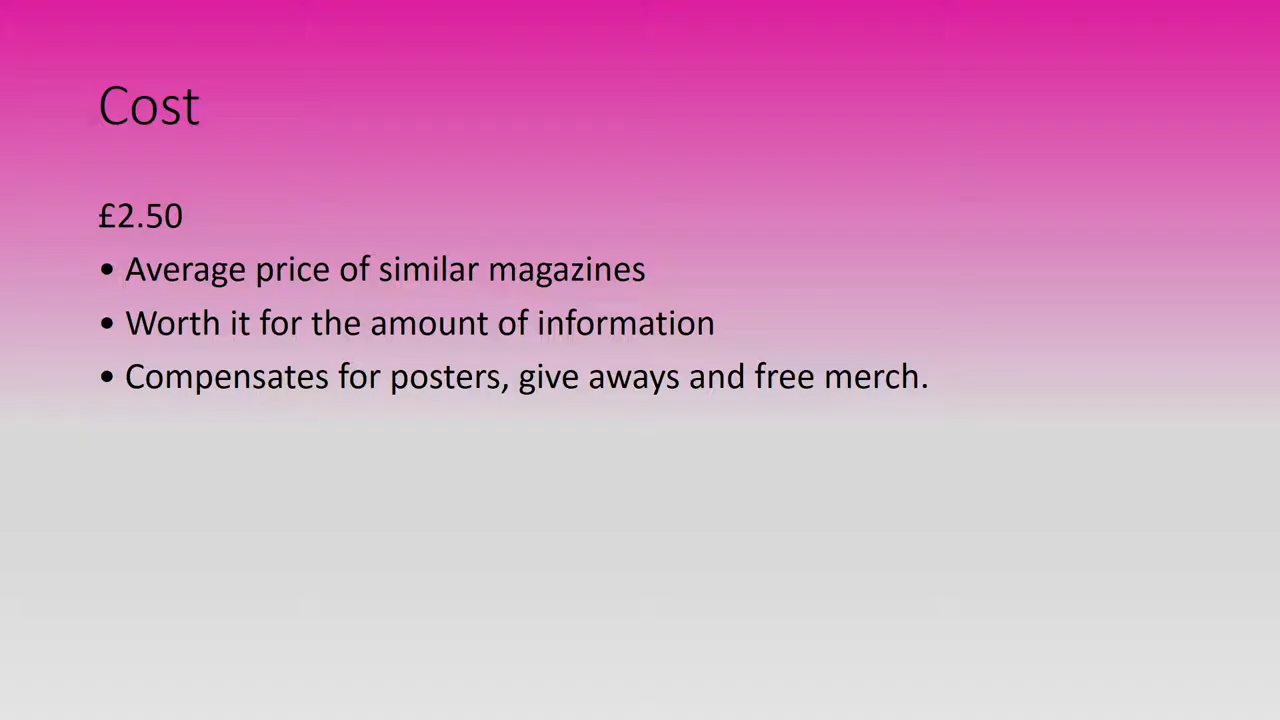 Cost
£2.50
• Average price of similar magazines
• Worth it for the amount of information
• Compensates for posters, give aways and free merch.